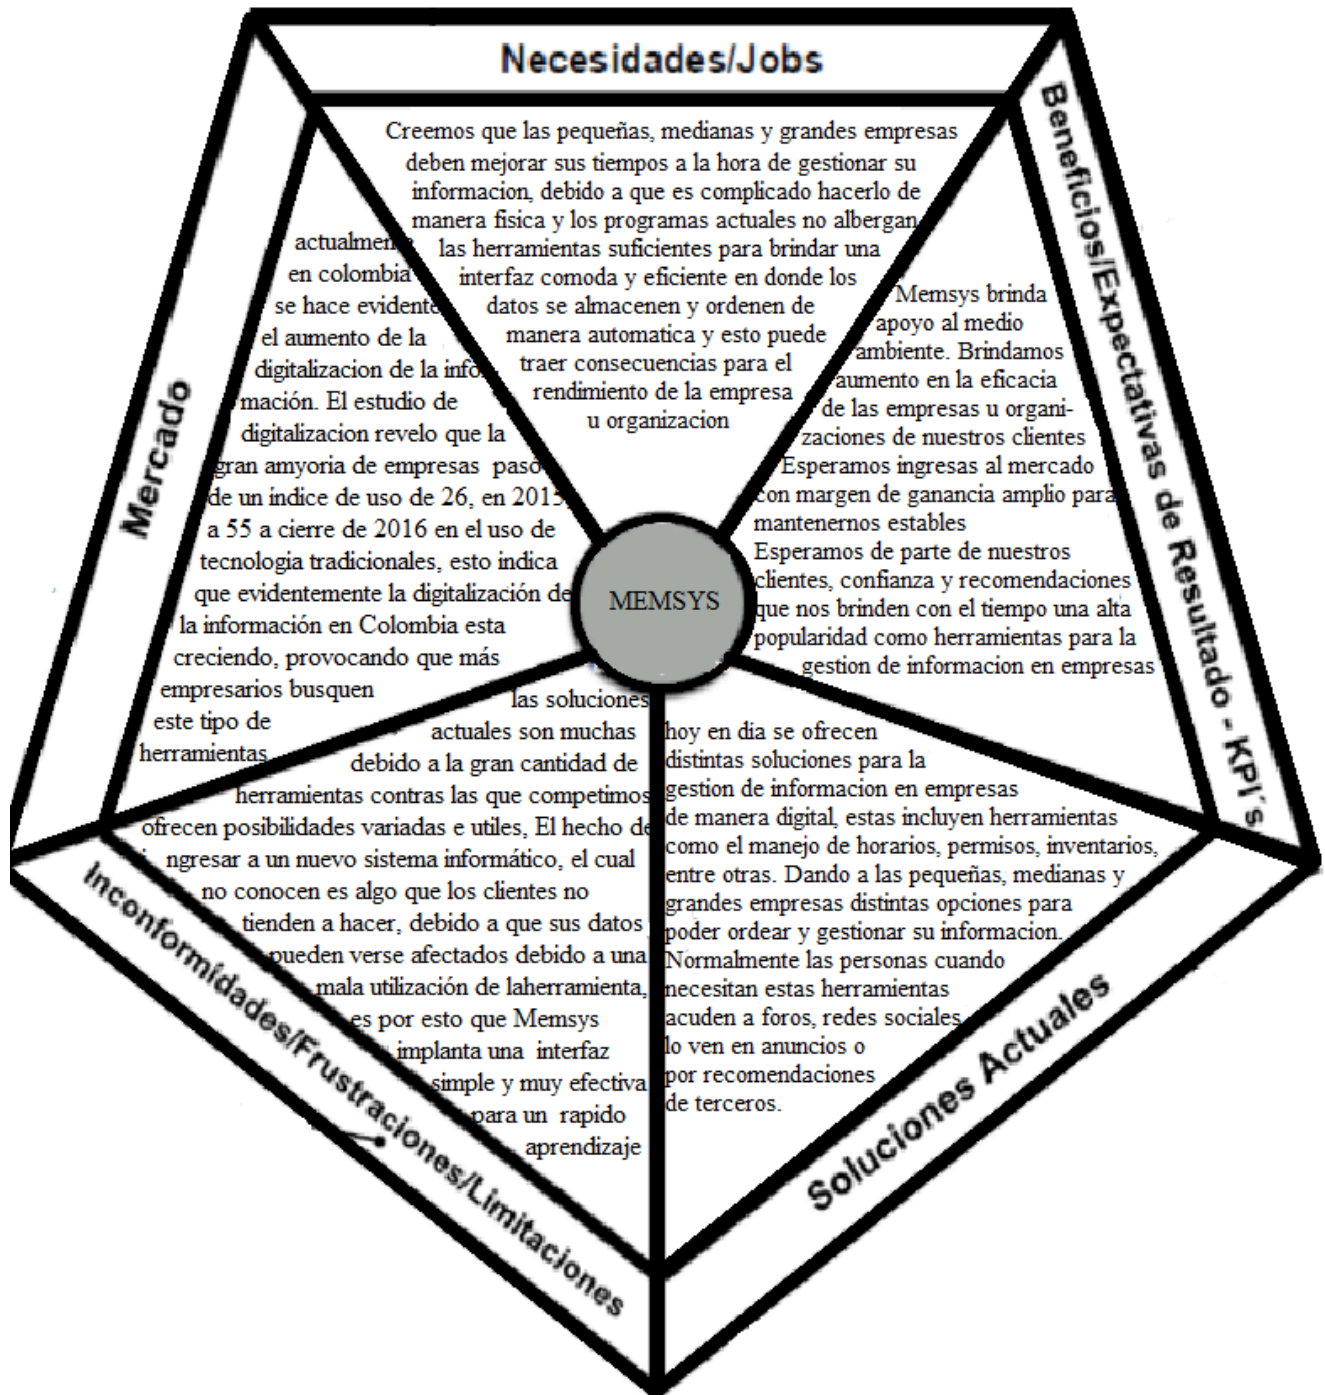 Necesidades/Jobs
Creemos que las pequeñas, medianas y grandes empresas
deben mejorar sus tiempos a la hora de gestionar su
informacion, debido a que es complicado hacerlo de
manera fisica y los programas actuales no albergan
las herramientas suficientes para brindar una
interfaz comoda y eficiente en donde los
datos se almacenen y ordenen de
manera automatica y esto puede
traer consecuencias para el
rendimiento de la empresa
u organizacion
Beneficios/Expectativas de Resultado - KPI´s
Memsys brinda
apoyo al medio
ambiente. Brindamos
aumento en la eficacia
de las empresas u organi-
zaciones de nuestros clientes
Esperamos ingresas al mercado
con margen de ganancia amplio para
mantenernos estables
Esperamos de parte de nuestros
clientes, confianza y recomendaciones
que nos brinden con el tiempo una alta
popularidad como herramientas para la
gestion de informacion en empresas
Mercado
actualmente
en colombia
se hace evidente
el aumento de la
digitalizacion de la infor
mación. El estudio de
digitalizacion revelo que la
gran amyoria de empresas pasó
de un índice de uso de 26, en 2015,
a 55 a cierre de 2016 en el uso de
tecnologia tradicionales, esto indica
que evidentemente la digitalización de
la información en Colombia esta
creciendo, provocando que más
empresarios busquen
este tipo de
herramientas
MEMSYS
Inconformidades/Frustraciones/Limitaciones
las soluciones
actuales son muchas
debido a la gran cantidad de
herramientas contras las que competimos
ofrecen posibilidades variadas e utiles, El hecho de
i ngresar a un nuevo sistema informático, el cual
no conocen es algo que los clientes no
tienden a hacer, debido a que sus datos
pueden verse afectados debido a una
mala utilización de laherramienta,
es por esto que Memsys
implanta una interfaz
simple y muy efectiva
para un rapido
aprendizaje
Soluciones Actuales
hoy en dia se ofrecen
distintas soluciones para la
gestion de informacion en empresas
de manera digital, estas incluyen herramientas
como el manejo de horarios, permisos, inventarios,
entre otras. Dando a las pequeñas, medianas y
grandes empresas distintas opciones para
poder ordear y gestionar su informacion.
Normalmente las personas cuando
necesitan estas herramientas
acuden a foros, redes sociales,
lo ven en anuncios o
por recomendaciones
de terceros.